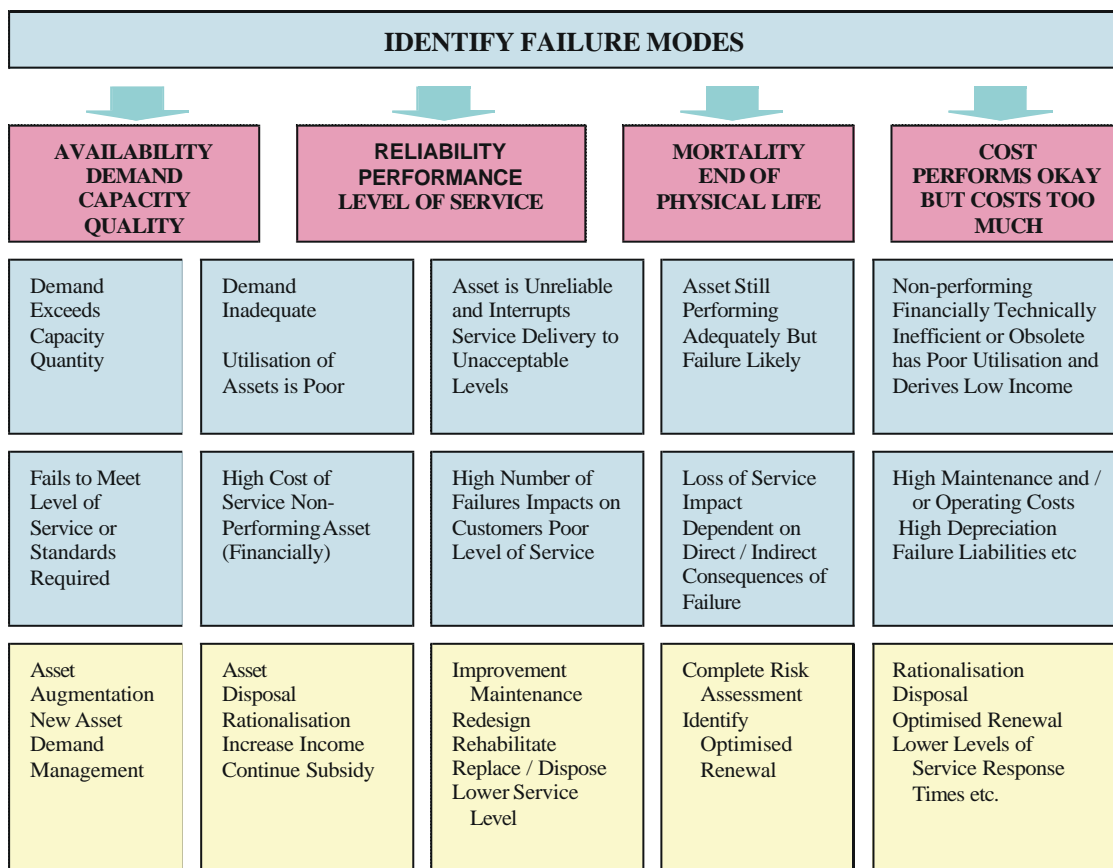 IDENTIFY FAILURE MODES
AVAILABILITY
DEMAND
CAPACITY
QUALITY
RELIABILITY
PERFORMANCE
LEVEL OF SERVICE
MORTALITY
END OF
PHYSICAL LIFE
COST
PERFORMS OKAY
BUT COSTS TOO
MUCH
Demand
Exceeds
Capacity
Quantity
Demand
Inadequate
Utilisation of
Assets is Poor
Asset is Unreliable
and Interrupts
Service Delivery to
Unacceptable
Levels
Asset Still
Performing
Adequately But
Failure Likely
Non-performing
Financially Technically
Inefficient or Obsolete
has Poor Utilisation and
Derives Low Income
Fails to Meet
Level of
Service or
Standards
Required
High Cost of
Service Non-
Performing Asset
(Financially)
High Number of
Failures Impacts on
Customers Poor
Level of Service
Loss of Service
Impact
Dependent on
Direct / Indirect
Consequences of
Failure
High Maintenance and /
or Operating Costs
High Depreciation
Failure Liabilities etc
Asset
Augmentation
New Asset
Demand
Management
Asset
Disposal
Rationalisation
Increase Income
Continue Subsidy
Improvement
Maintenance
Redesign
Rehabilitate
Replace / Dispose
Lower Service
Level
Complete Risk
Assessment
Identify
Optimised
Renewal
Rationalisation
Disposal
Optimised Renewal
Lower Levels of
Service Response
Times etc.